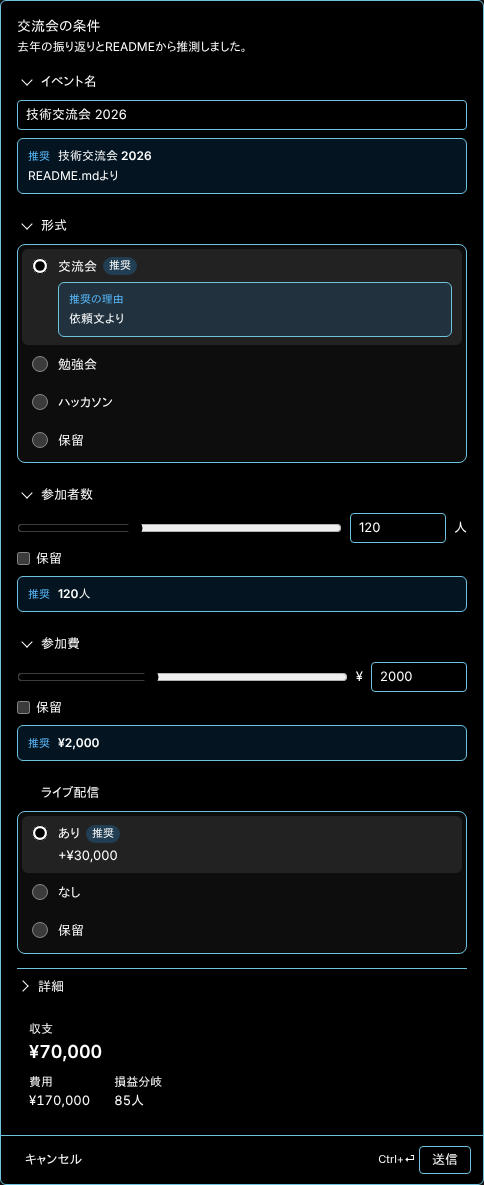 交流会の条件
去年の振り返りとREADMEから推測しました。
イベント名
技術交流会 2026
推奨 技術交流会 2026
README.mdより
形式
交流会 推奨
推奨の理由
依頼文より
勉強会
ハッカソン
保留
参加者数
120 人
保留
推奨 120人
参加費
¥ 2000
保留
推奨 ¥2,000
ライブ配信
あり 推奨
+¥30,000
なし
保留
詳細
収支
¥70,000
費用 損益分岐
¥170,000 85人
キャンセル Ctrl+⏎ 送信